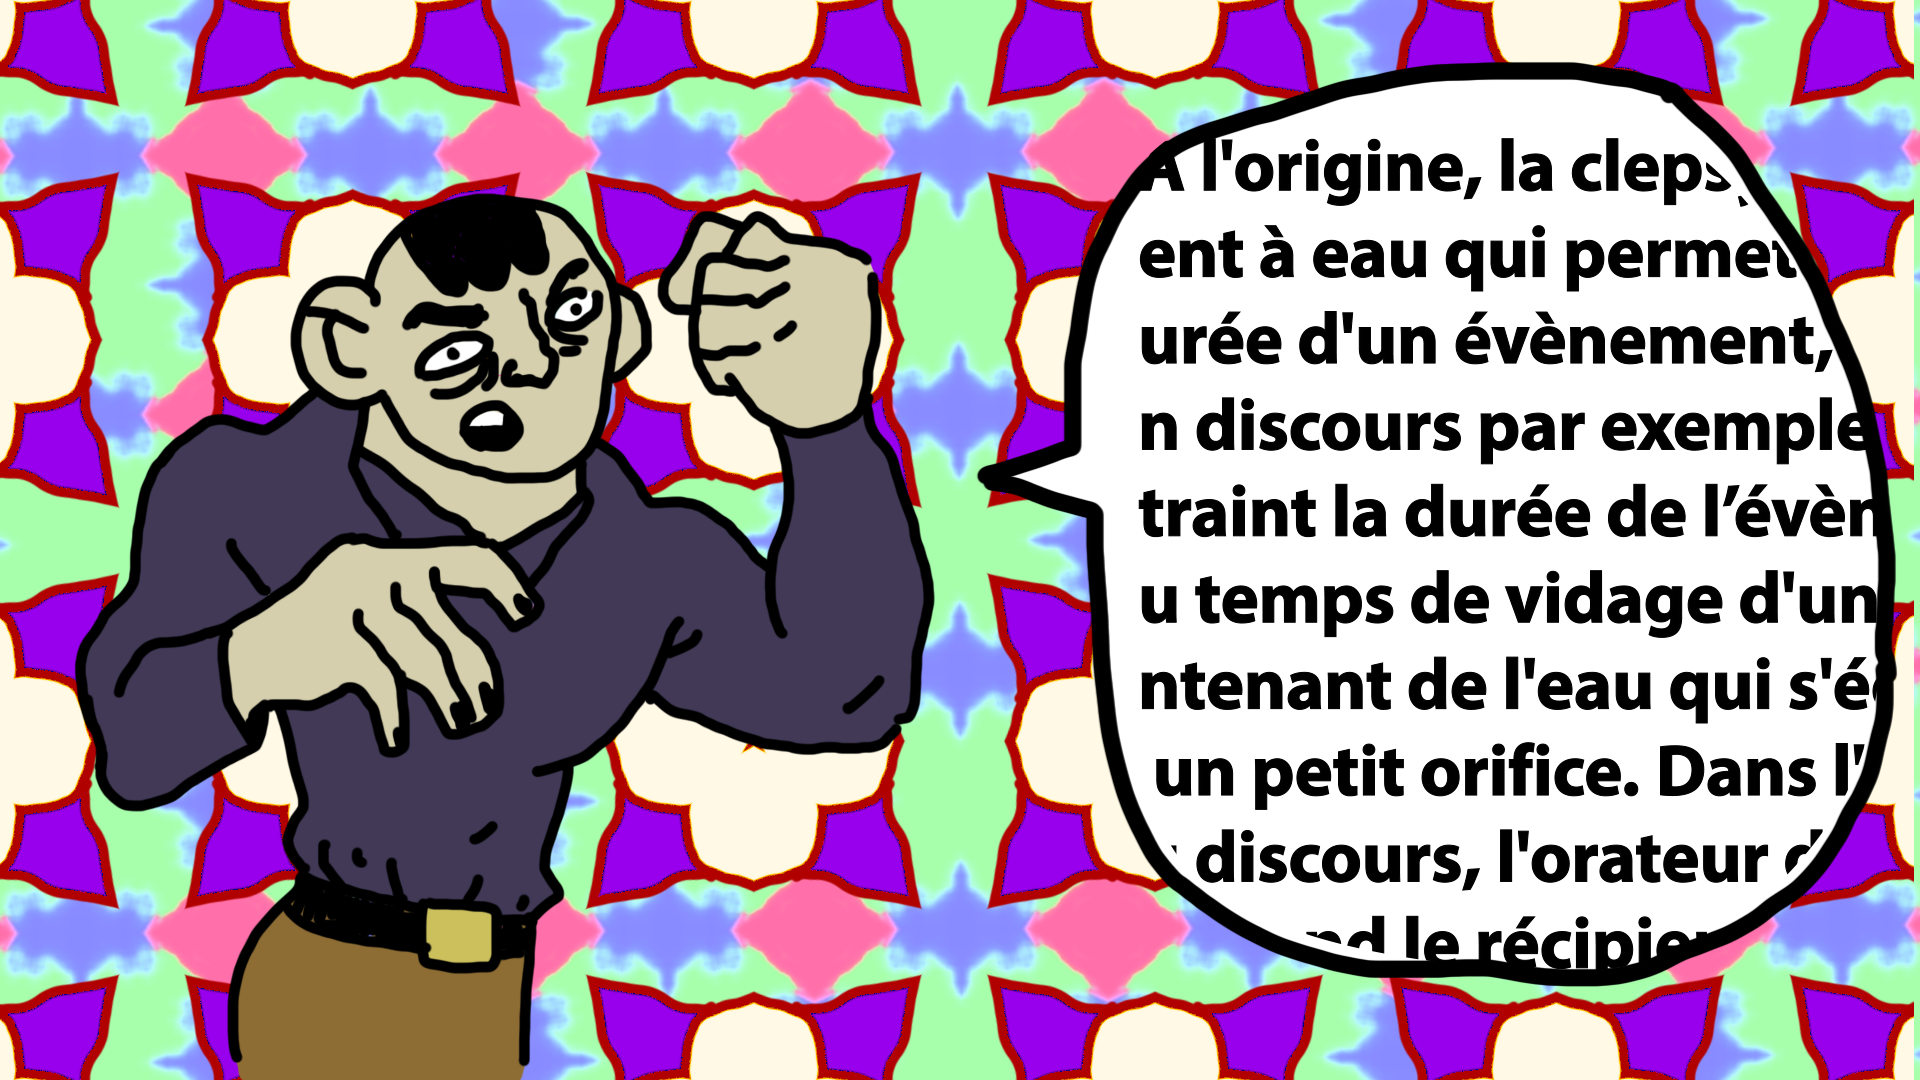 A l'origine, la cleps
ent à eau qui permet
urée d'un évènement,
n discours par exemple
traint la durée de l’évèn
u temps de vidage d'un
ntenant de l'eau qui s'é
un petit orifice. Dans l'
discours, l'orateur d
nd le récipie